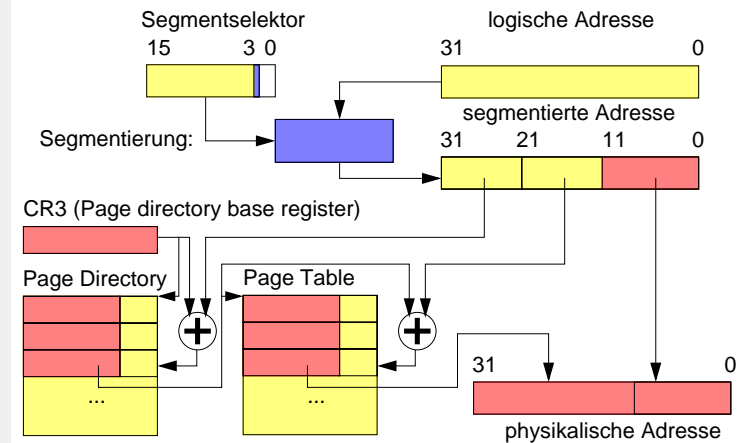 Segmentselektor
logische Adresse
15 3 0
31 0
segmentierte Adresse
Segmentierung:
31 21 11 0
CR3 (Page directory base register)
Page Directory
Page Table
+
+
...
...
31 0
physikalische Adresse